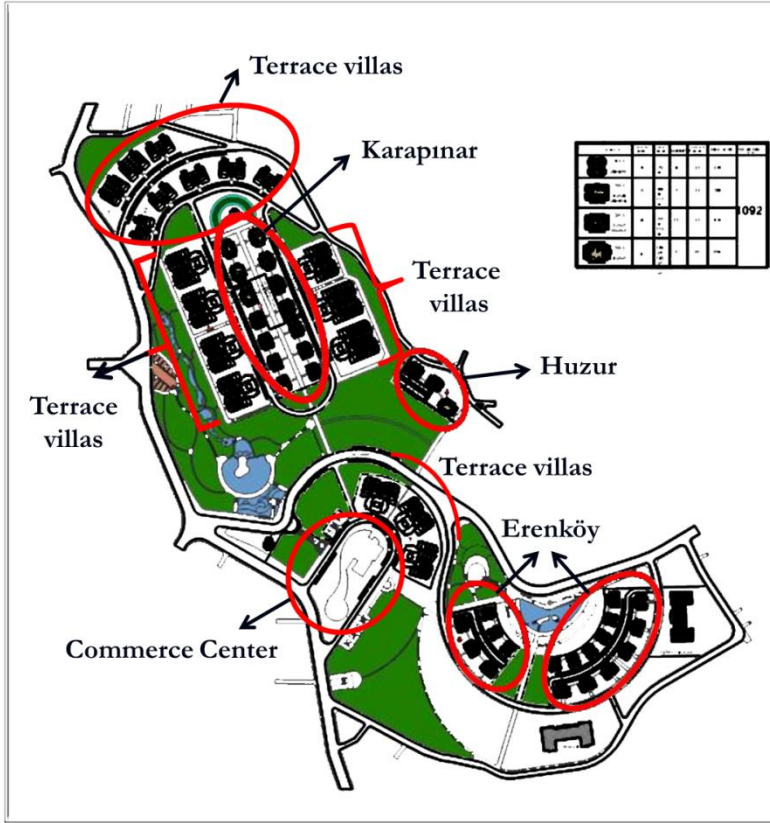 Terrace villas
Karapınar
1092
Terrace
villas
Huzur
Terrace
villas
Terrace villas
Erenköy
Commerce Center